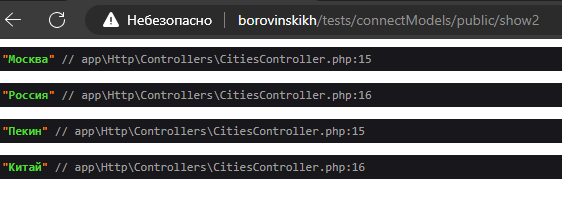 Небезопасно borovinskikh/tests/connectModels/public/show2
"Москва" // app\Http\Controllers\CitiesController.php:15
"Россия" // app\Http\Controllers\CitiesController.php:16
"Пекин" // app\Http\Controllers\CitiesController.php:15
"Китай" // app\Http\Controllers\CitiesController.php:16